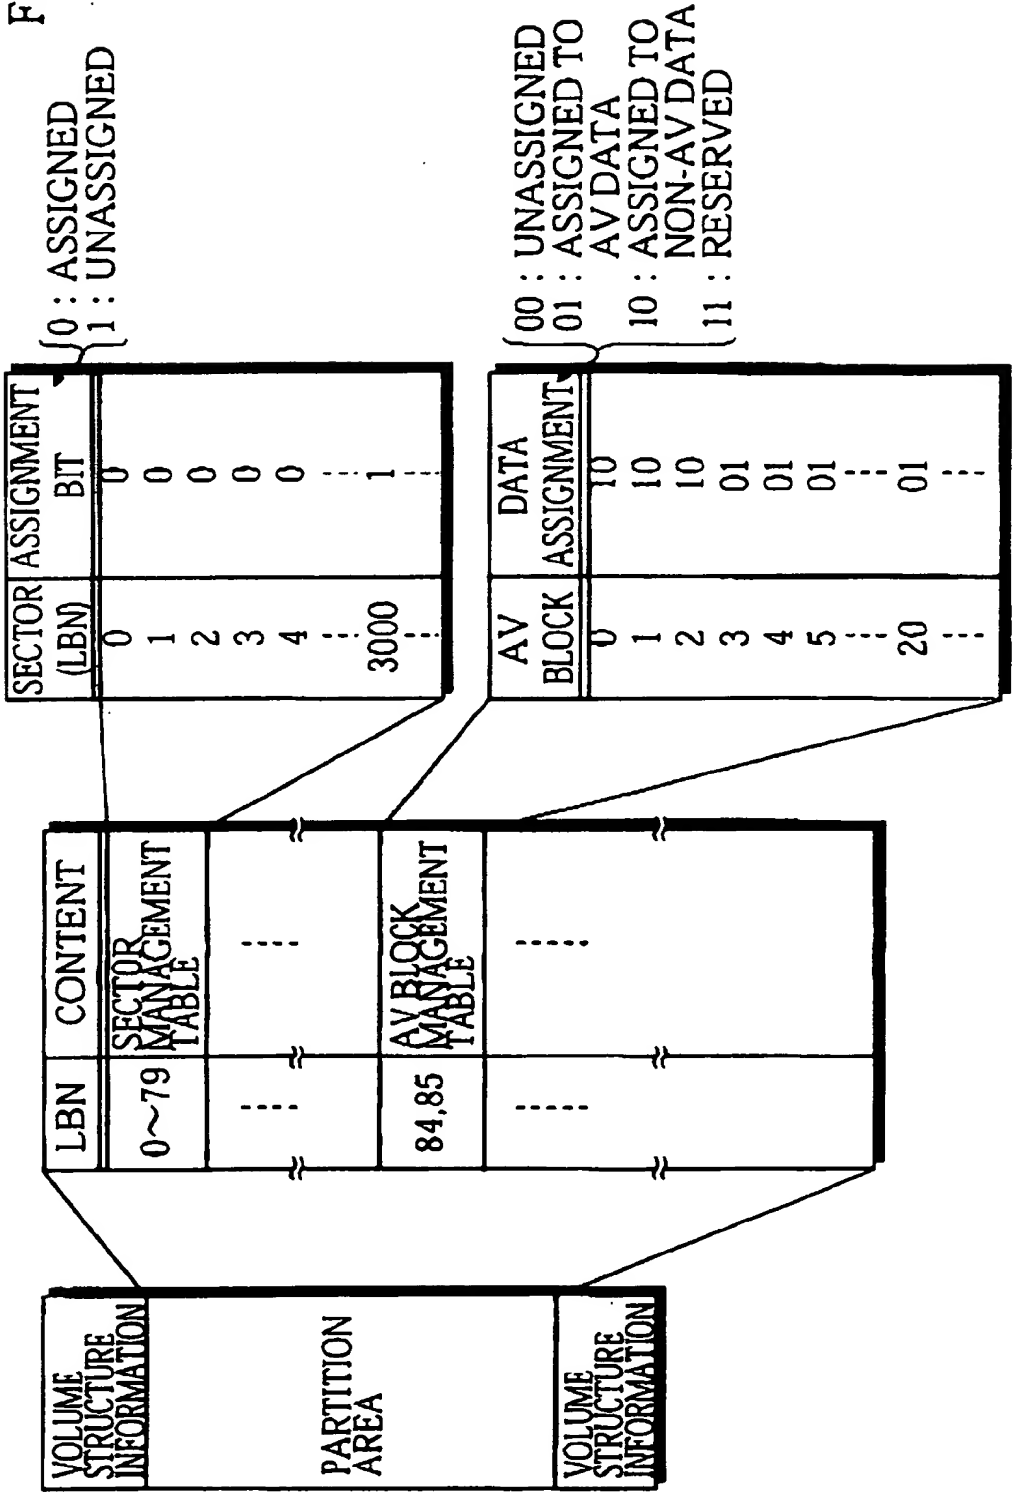 F
VOLUME
STRUCTURE
INFORMATION
PARTITION
AREA
VOLUME
STRUCTURE
INFORMATION
LBN CONTENT
0~79 SECTOR
MANAGEMENT
TABLE
84,85 AV BLOCK
MANAGEMENT
TABLE
SECTOR ASSIGNMENT
(LBN) BIT
0 0
1 0
2 0
3 0
4 0
3000 1
0 : ASSIGNED
1 : UNASSIGNED
AV DATA
BLOCK ASSIGNMENT
0 10
1 10
2 10
3 01
4 01
5 01
20 01
00 : UNASSIGNED
01 : ASSIGNED TO
AV DATA
10 : ASSIGNED TO
NON-AV DATA
11 : RESERVED